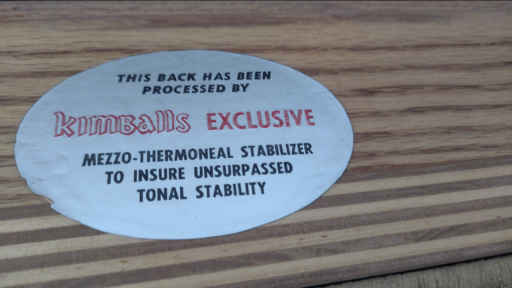 THIS BACK HAS BEEN
PROCESSED BY
KIMBALLS EXCLUSIVE
MEZZO-THERMONEAL STABILIZER
TO INSURE UNSURPASSED
TONAL STABILITY